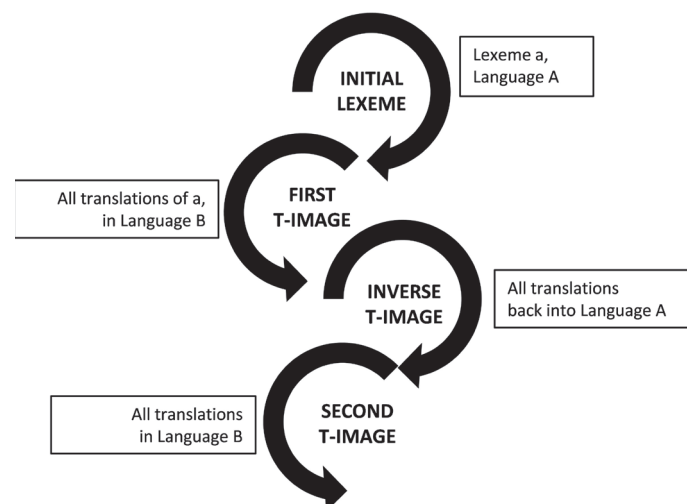 INITIAL
LEXEME
Lexeme a,
Language A
All translations of a,
in Language B
FIRST
T-IMAGE
INVERSE
T-IMAGE
All translations
back into Language A
All translations
in Language B
SECOND
T-IMAGE